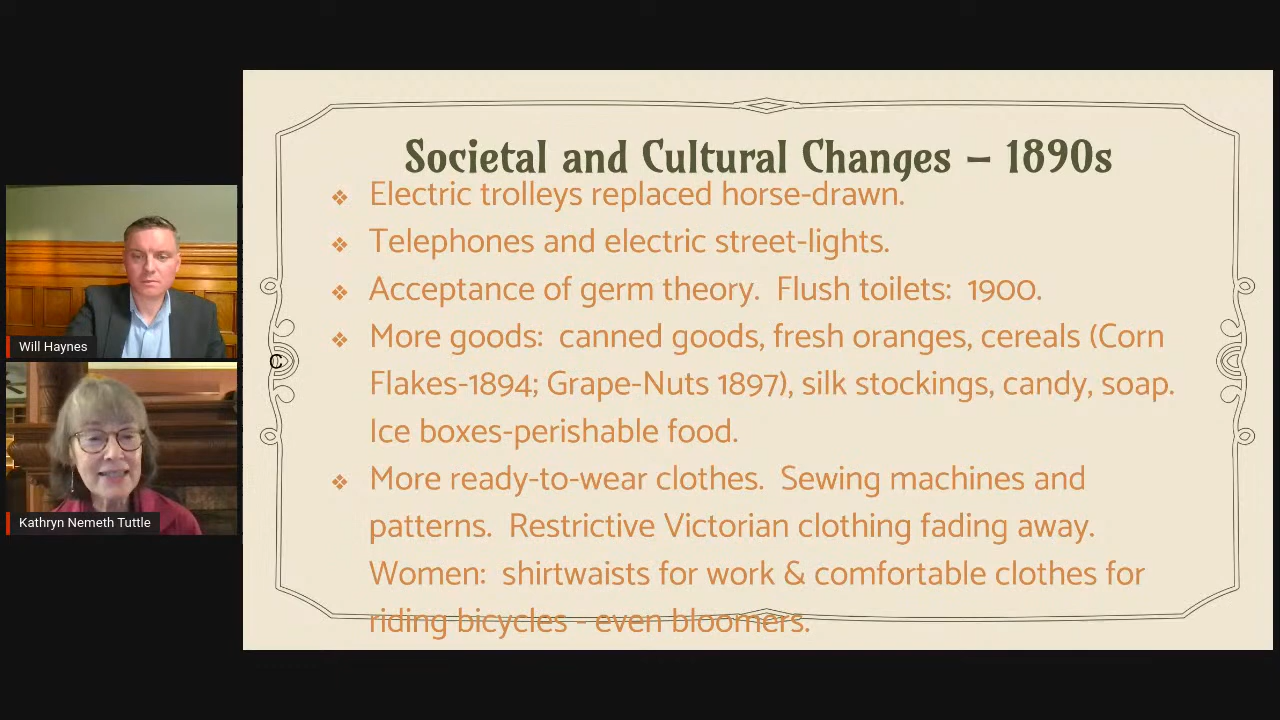 Societal and Cultural Changes – 1890s
❖ Electric trolleys replaced horse-drawn.
❖ Telephones and electric street-lights.
❖ Acceptance of germ theory.  Flush toilets:  1900.
❖ More goods:  canned goods, fresh oranges, cereals (Corn
Flakes-1894; Grape-Nuts 1897), silk stockings, candy, soap.
Ice boxes-perishable food.
❖ More ready-to-wear clothes.  Sewing machines and
patterns.  Restrictive Victorian clothing fading away.
Women:  shirtwaists for work & comfortable clothes for
riding bicycles - even bloomers.
C
Will Haynes
Kathryn Nemeth Tuttle